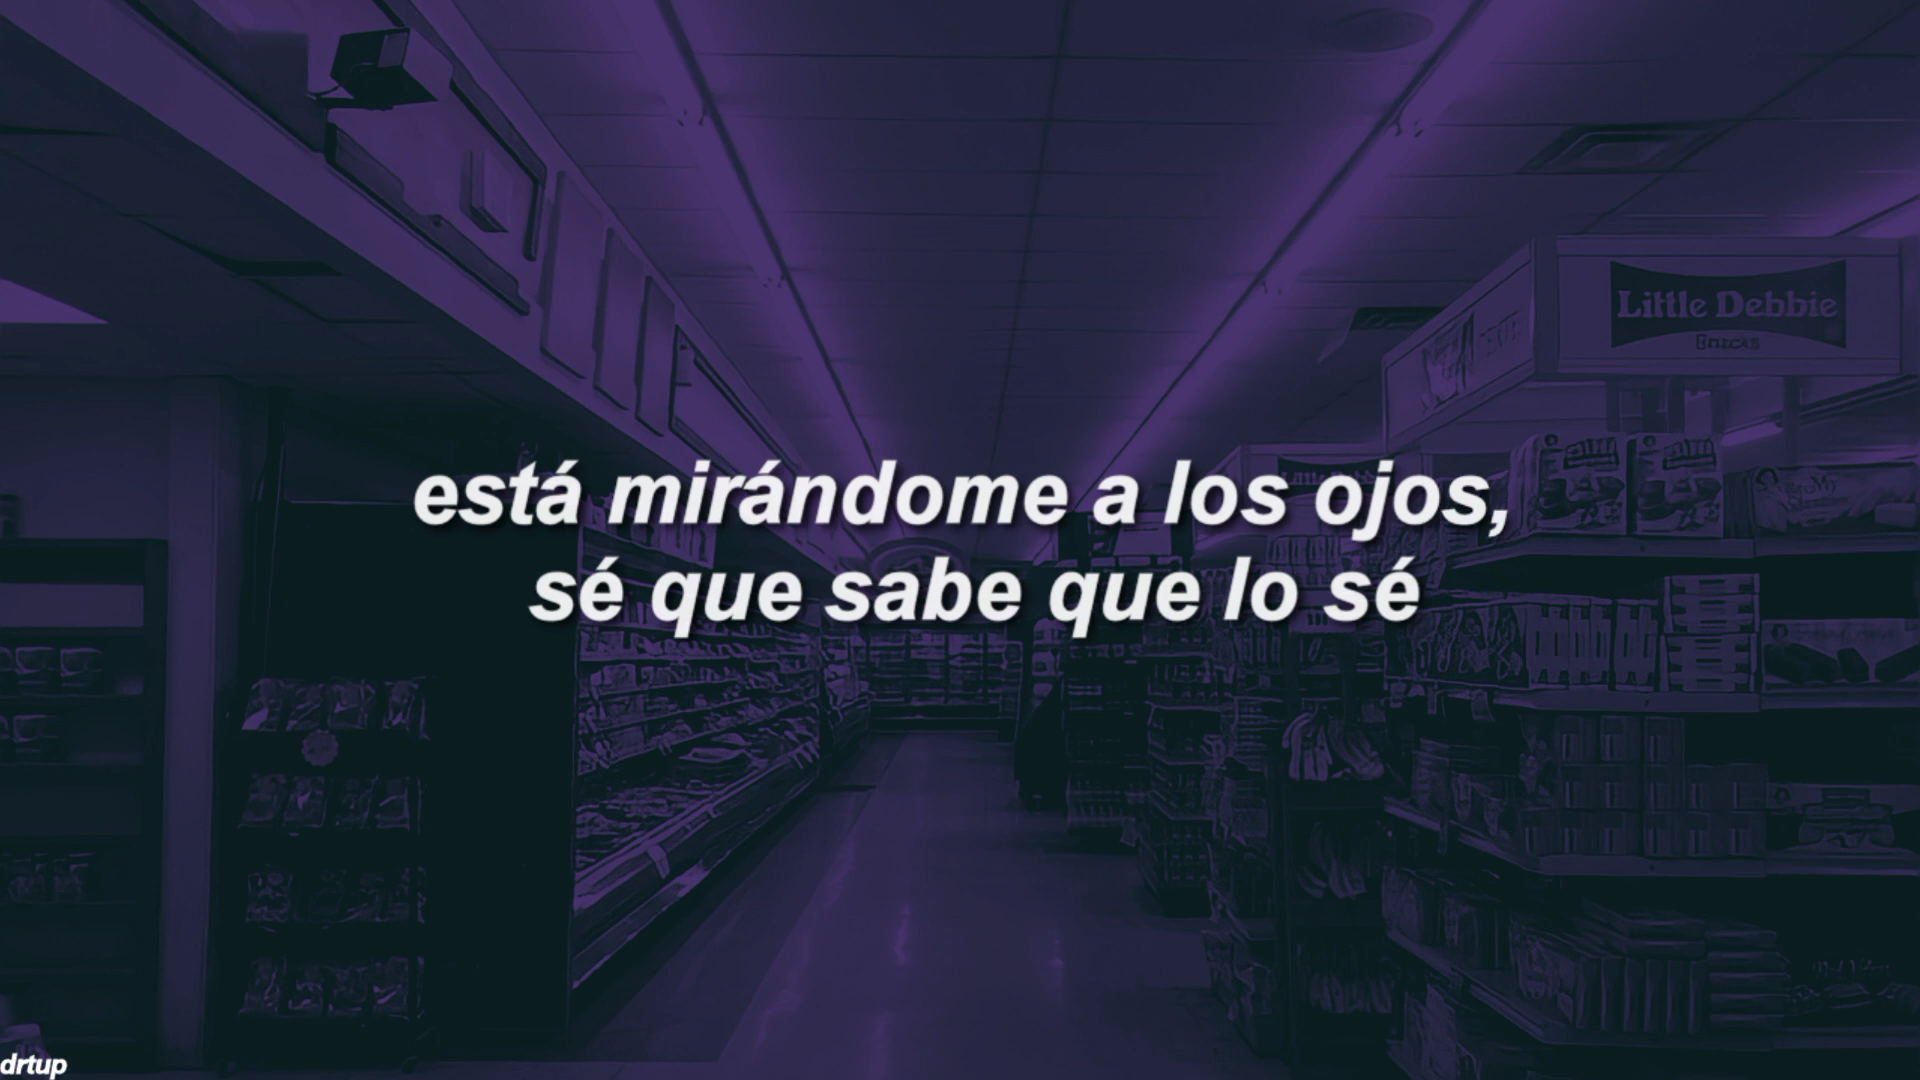 Little Debbie
está mirándome a los ojos,
sé que sabe que lo sé
drtup